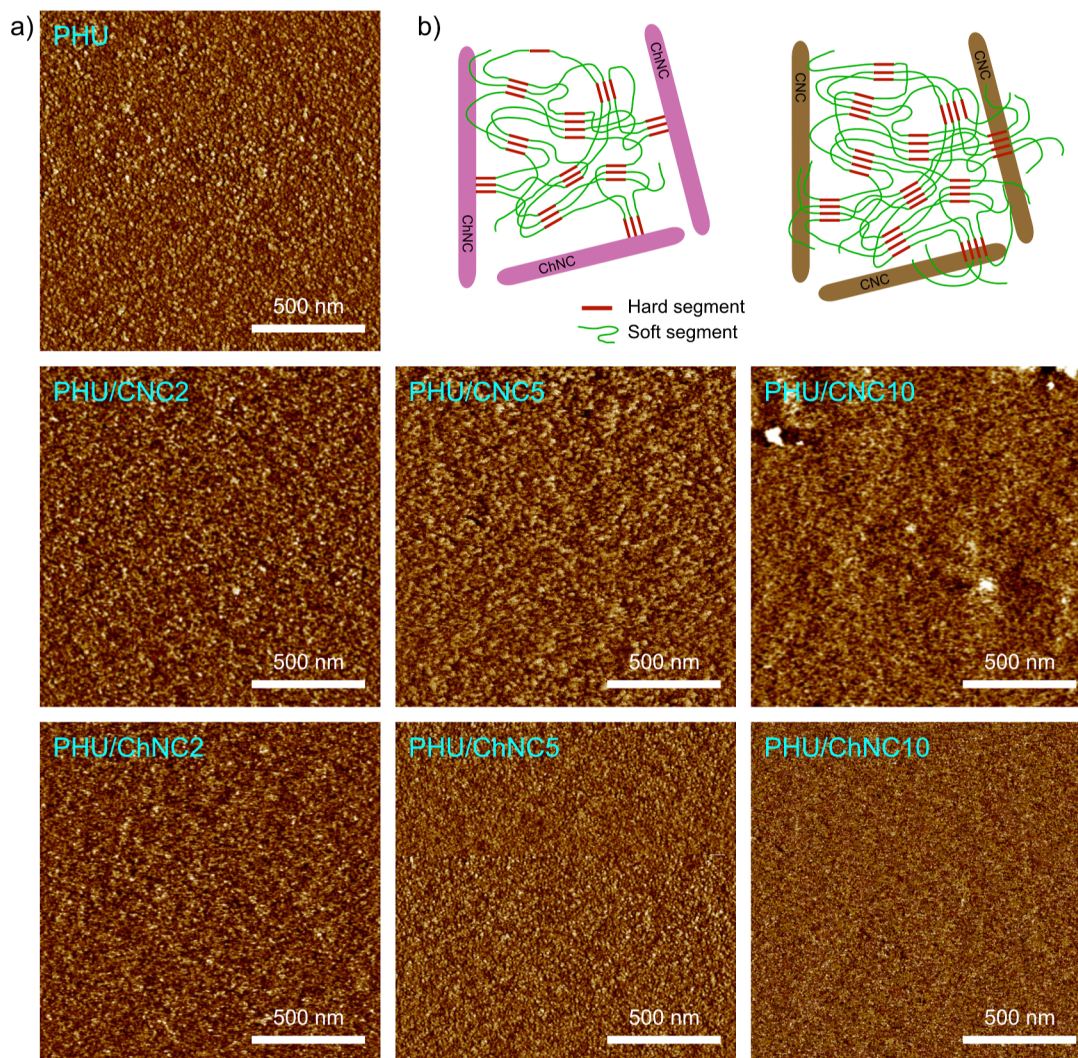 a)
PHU
500 nm
b)
ChNC
ChNC
ChNC
CNC
CNC
CNC
Hard segment
Soft segment
PHU/CNC2
500 nm
PHU/CNC5
500 nm
PHU/CNC10
500 nm
PHU/ChNC2
500 nm
PHU/ChNC5
500 nm
PHU/ChNC10
500 nm